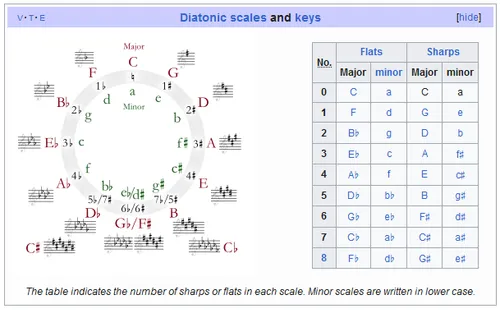 V · T · E
Diatonic scales and keys
[hide]
Major
C
F ♮ G
1♭ a 1♯
d e
Minor
B♭ 2♭ g b 2♯ D
E♭ 3♭ c f♯ 3♯ A
A♭ 4♭ f c♯ 4♯ E
b♭ e♭/d♯ g♯
5♭/7♯ 6♭/6♯ 7♭/5♯
D♭ G♭/F♯ B
C♯ C♭
Flats Sharps
No. Major minor Major minor
0 C a C a
1 F d G e
2 B♭ g D b
3 E♭ c A f♯
4 A♭ f E c♯
5 D♭ b♭ B g♯
6 G♭ e♭ F♯ d♯
7 C♭ a♭ C♯ a♯
8 F♭ d♭ G♯ e♯
The table indicates the number of sharps or flats in each scale. Minor scales are written in lower case.